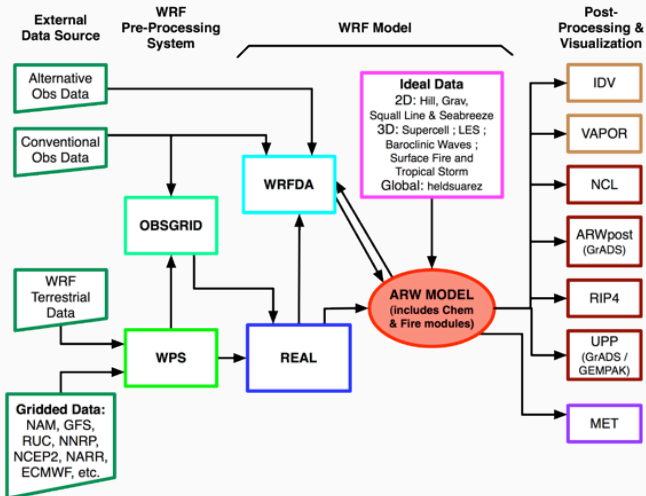 External
Data Source
WRF
Pre-Processing
System
WRF Model
Post-
Processing &
Visualization
Alternative
Obs Data
Conventional
Obs Data
WRF
Terrestrial
Data
Gridded Data:
NAM, GFS,
RUC, NNRP,
NCEP2, NARR,
ECMWF, etc.
OBSGRID
WPS
WRFDA
REAL
Ideal Data
2D: Hill, Grav,
Squall Line & Seabreeze
3D: Supercell ; LES ;
Baroclinic Waves ;
Surface Fire and
Tropical Storm
Global: heldsuarez
ARW MODEL
(includes Chem
& Fire modules)
IDV
VAPOR
NCL
ARWpost
(GrADS)
RIP4
UPP
(GrADS /
GEMPAK)
MET